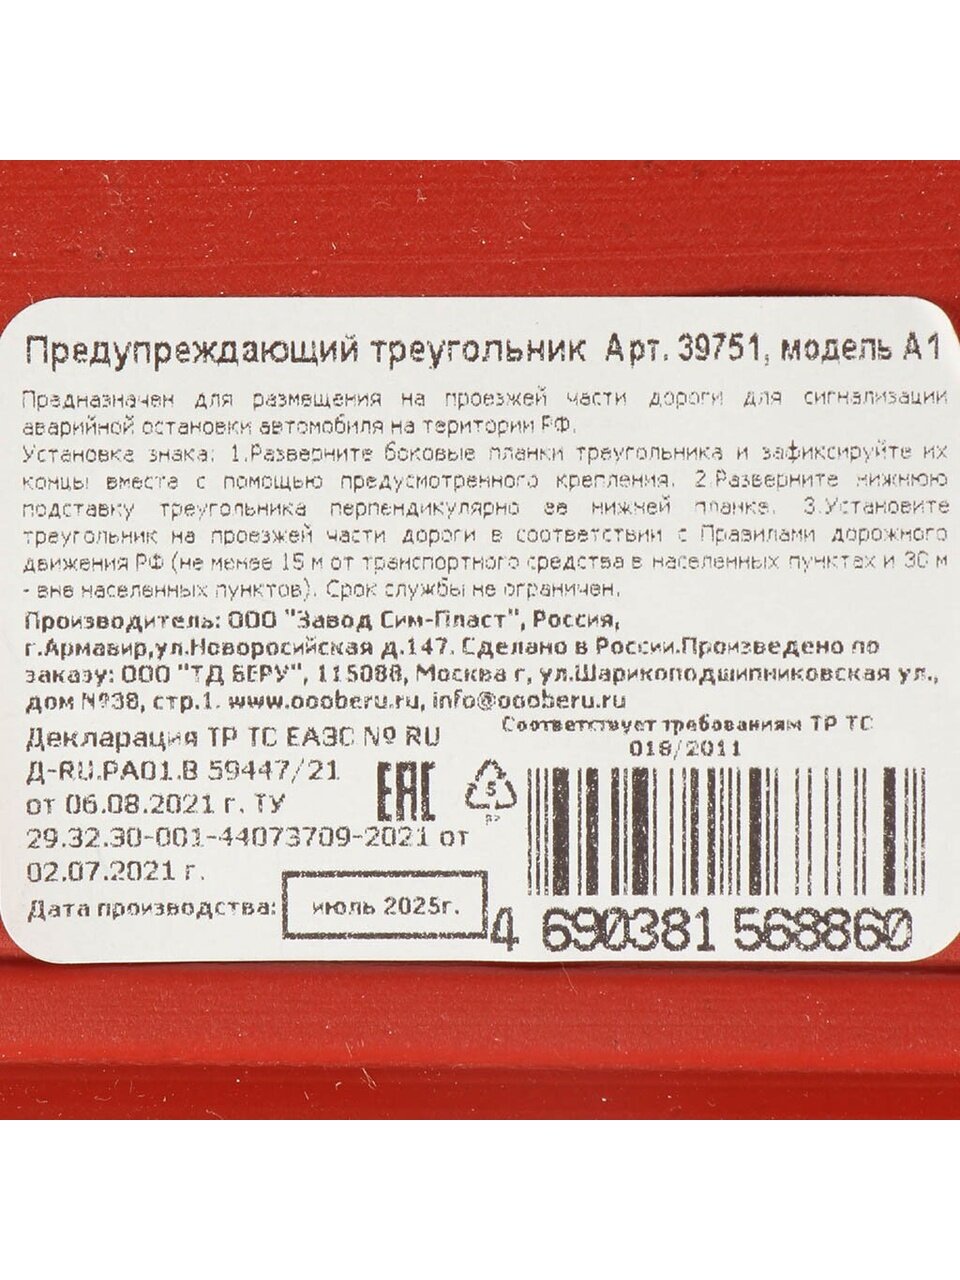 Предупреждающий треугольник Арт. 39751, модель А1
Предназначен для размещения на проезжей части дороги для сигнализации
аварийной остановки автомобиля на територии РФ.
Установка знака: 1.Разверните боковые планки треугольника и зафиксируйте их
концы вместе с помощью предусмотренного крепления. 2.Разверните нижнюю
подставку треугольника перпендикулярно ее нижней планке. 3.Установите
треугольник на проезжей части дороги в соответствии с Правилами дорожного
движения РФ (не менее 15 м от транспортного средства в населенных пунктах и 30 м
- вне населенных пунктов). Срок службы не ограничен.
Производитель: ООО "Завод Сим-Пласт", Россия,
г.Армавир,ул.Новоросийская д.147. Сделано в России.Произведено по
заказу: ООО "ТД БЕРУ", 115088, Москва г, ул.Шарикоподшипниковская ул.,
дом №38, стр.1. www.oooberu.ru, info@oooberu.ru
Соответствует требованиям ТР ТС
018/2011
Декларация ТР ТС ЕАЭС № RU
Д-RU.РА01.В 59447/21
от 06.08.2021 г. ТУ
29.32.30-001-44073709-2021 от
02.07.2021 г.
ЕАС
5
PP
Дата производства: июль 2025г.
4 690381 568860